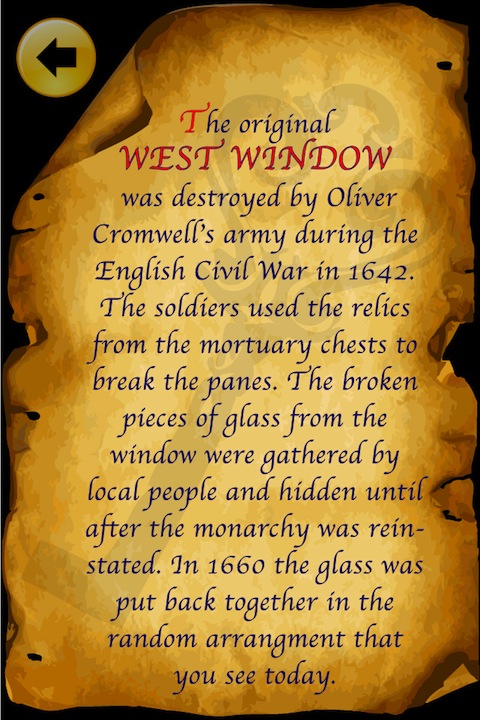 The original
WEST WINDOW
was destroyed by Oliver
Cromwell's army during the
English Civil War in 1642.
The soldiers used the relics
from the mortuary chests to
break the panes. The broken
pieces of glass from the
window were gathered by
local people and hidden until
after the monarchy was rein-
stated. In 1660 the glass was
put back together in the
random arrangment that
you see today.